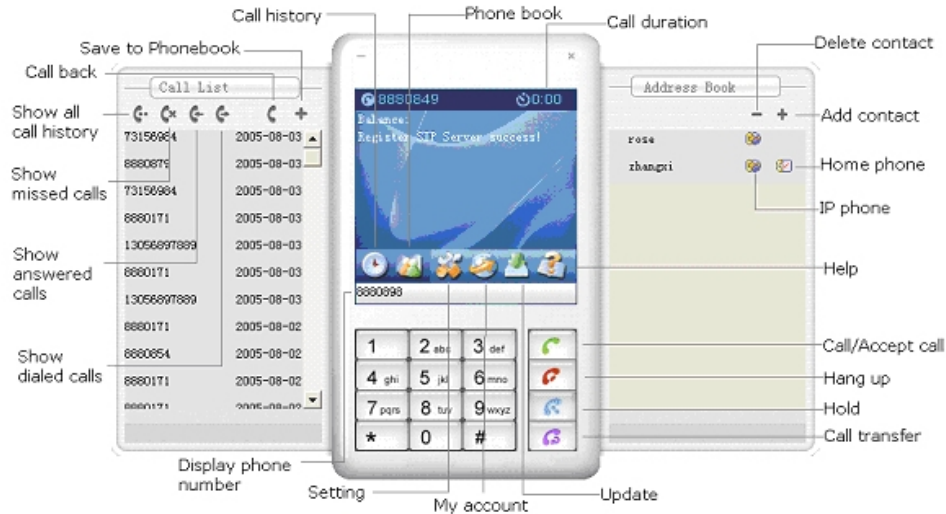 Call history
Phone book
Call duration
Save to Phonebook
Delete contact
Call back
Call List
Address Book
Show all
call history
Add contact
8880849
0:00
Balance:
Register SIP Server success!
73156984 2005-08-03
8880879 2005-08-03
73156984 2005-08-03
8880171 2005-08-03
13056897889 2005-08-03
8880171 2005-08-03
13056897889 2005-08-03
8880171 2005-08-02
8880854 2005-08-02
8880171 2005-08-02
8880171 2005-08-02
rose
zhangxi
Show
missed calls
Home phone
IP phone
Show
answered
calls
Help
8880898
Show
dialed calls
1
2 abc
3 def
4 ghi
5 jkl
6 mno
7 pqrs
8 tuv
9 wxyz
*
0
#
Call/Accept call
Hang up
Hold
Call transfer
Display phone
number
Setting
My account
Update